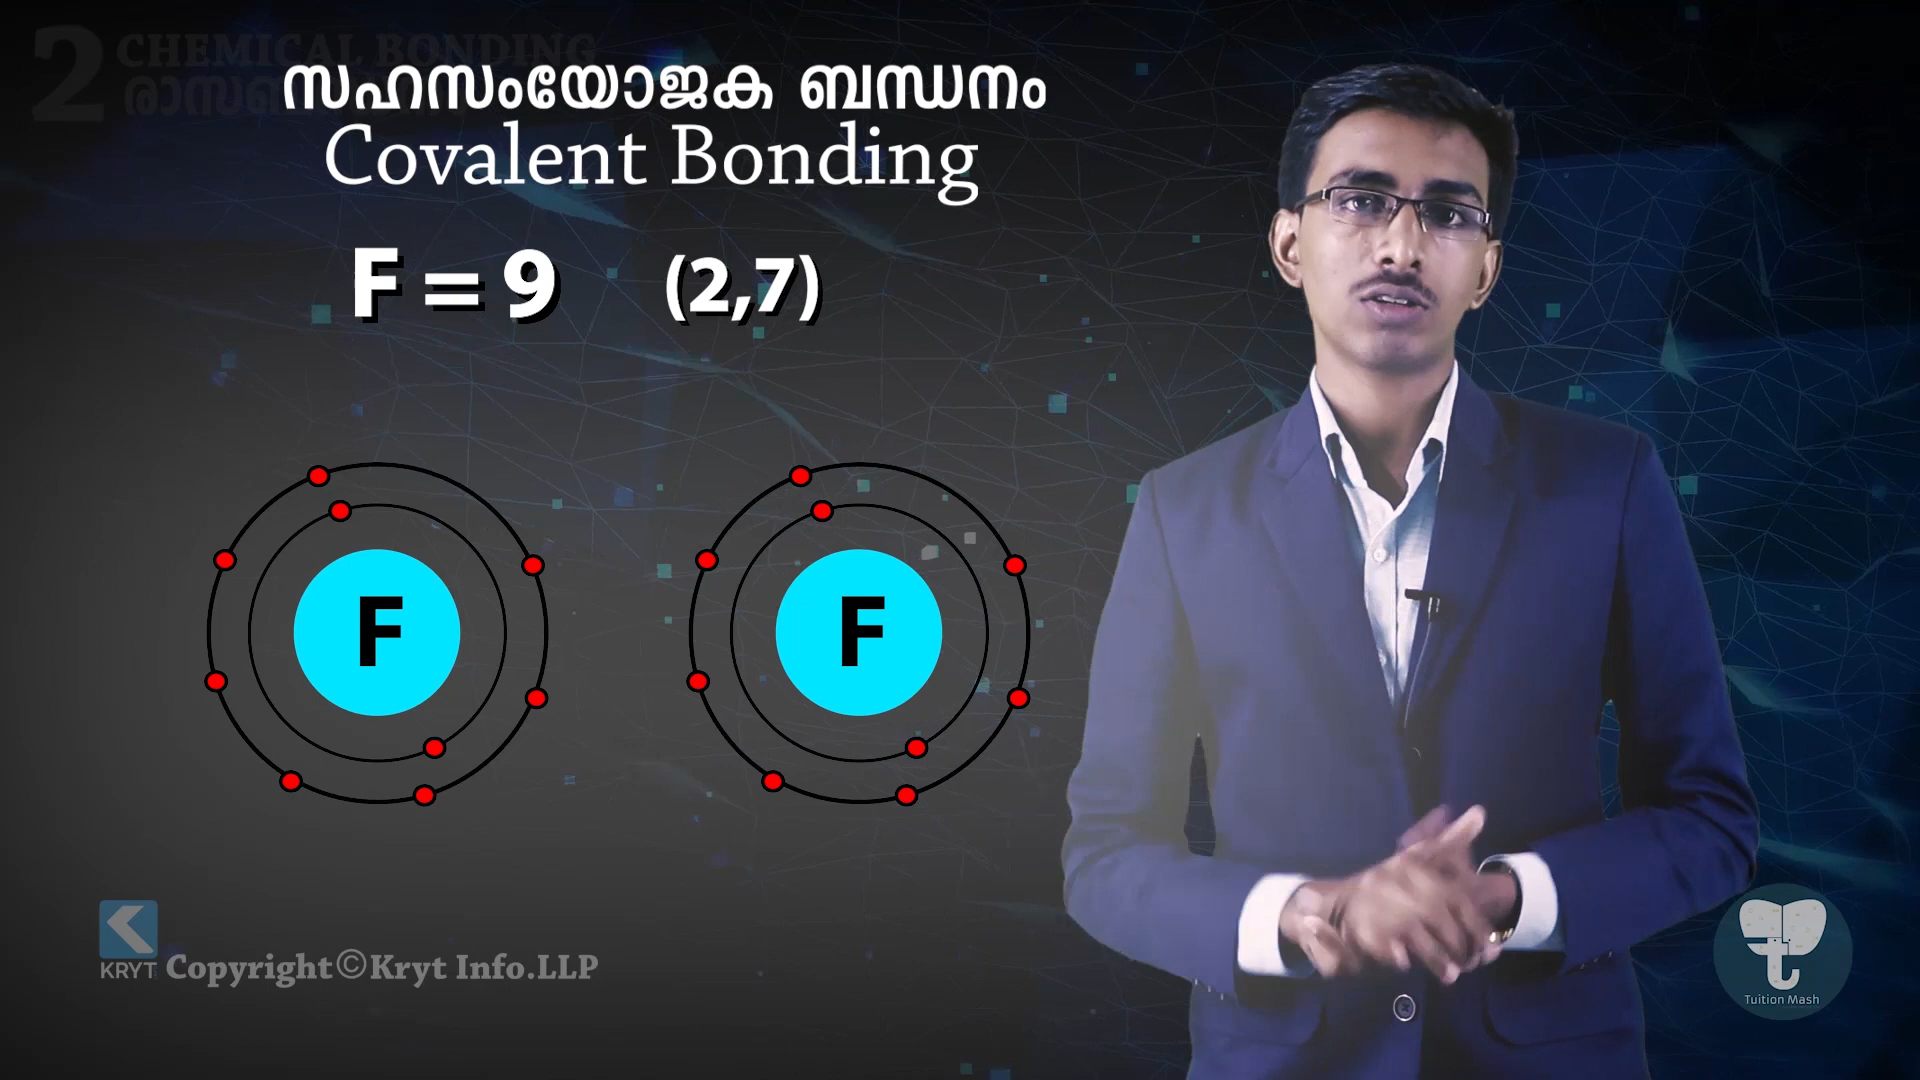 2 CHEMICAL BONDING
സഹസംയോജക ബന്ധനം
Covalent Bonding
F = 9 (2,7)
F F
KRYT Copyright©Kryt Info.LLP
Tuition Mash